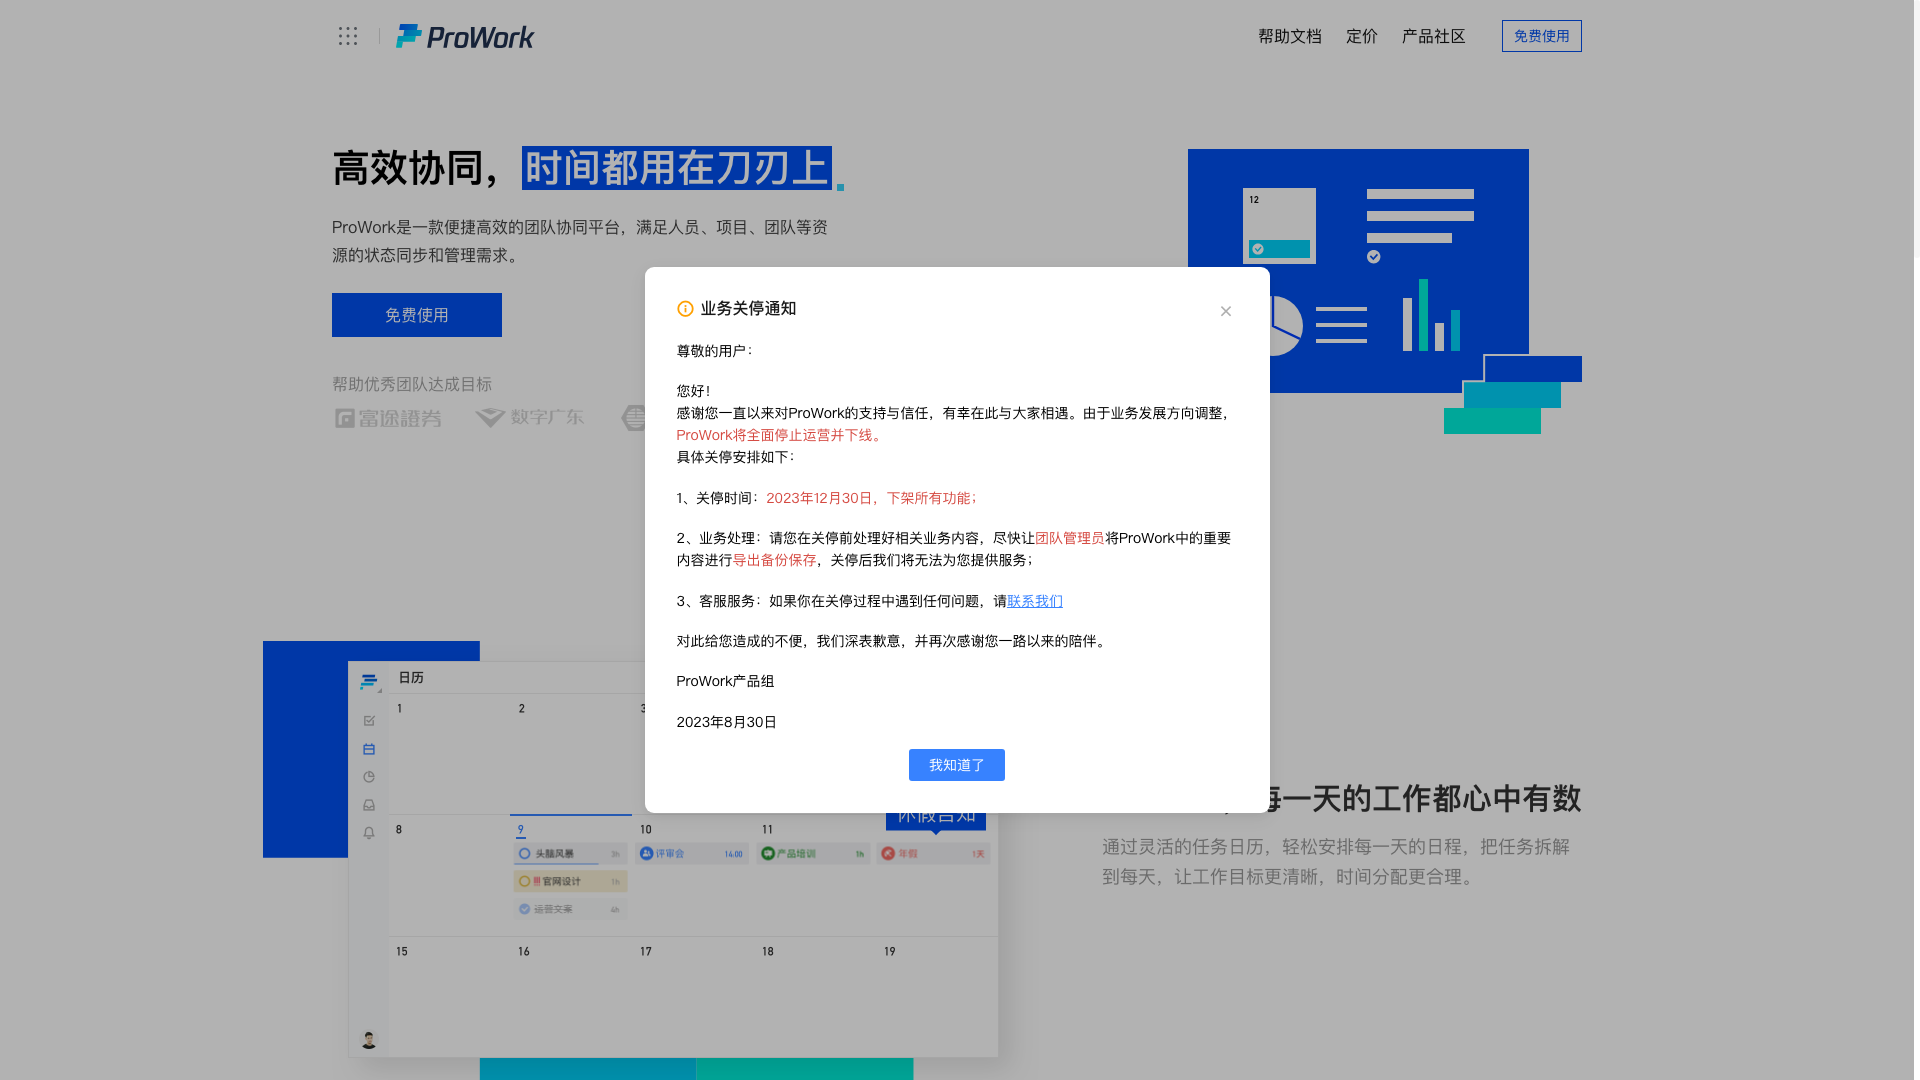 ProWork
帮助文档
定价
产品社区
免费使用
高效协同，时间都用在刀刃上
ProWork是一款便捷高效的团队协同平台，满足人员、项目、团队等资
源的状态同步和管理需求。
免费使用
帮助优秀团队达成目标
富途證券
数字广东
12
业务关停通知
尊敬的用户：
您好！
感谢您一直以来对ProWork的支持与信任，有幸在此与大家相遇。由于业务发展方向调整，
ProWork将全面停止运营并下线。
具体关停安排如下：
1、关停时间：2023年12月30日，下架所有功能；
2、业务处理：请您在关停前处理好相关业务内容，尽快让团队管理员将ProWork中的重要
内容进行导出备份保存，关停后我们将无法为您提供服务；
3、客服服务：如果你在关停过程中遇到任何问题，请联系我们
对此给您造成的不便，我们深表歉意，并再次感谢您一路以来的陪伴。
ProWork产品组
2023年8月30日
我知道了
日历
1
2
3
8
9
10
11
休假告知
头脑风暴 3h
评审会 14:00
产品培训 1h
年假 1天
官网设计 1h
运营文案 4h
15
16
17
18
19
每一天的工作都心中有数
通过灵活的任务日历，轻松安排每一天的日程，把任务拆解
到每天，让工作目标更清晰，时间分配更合理。